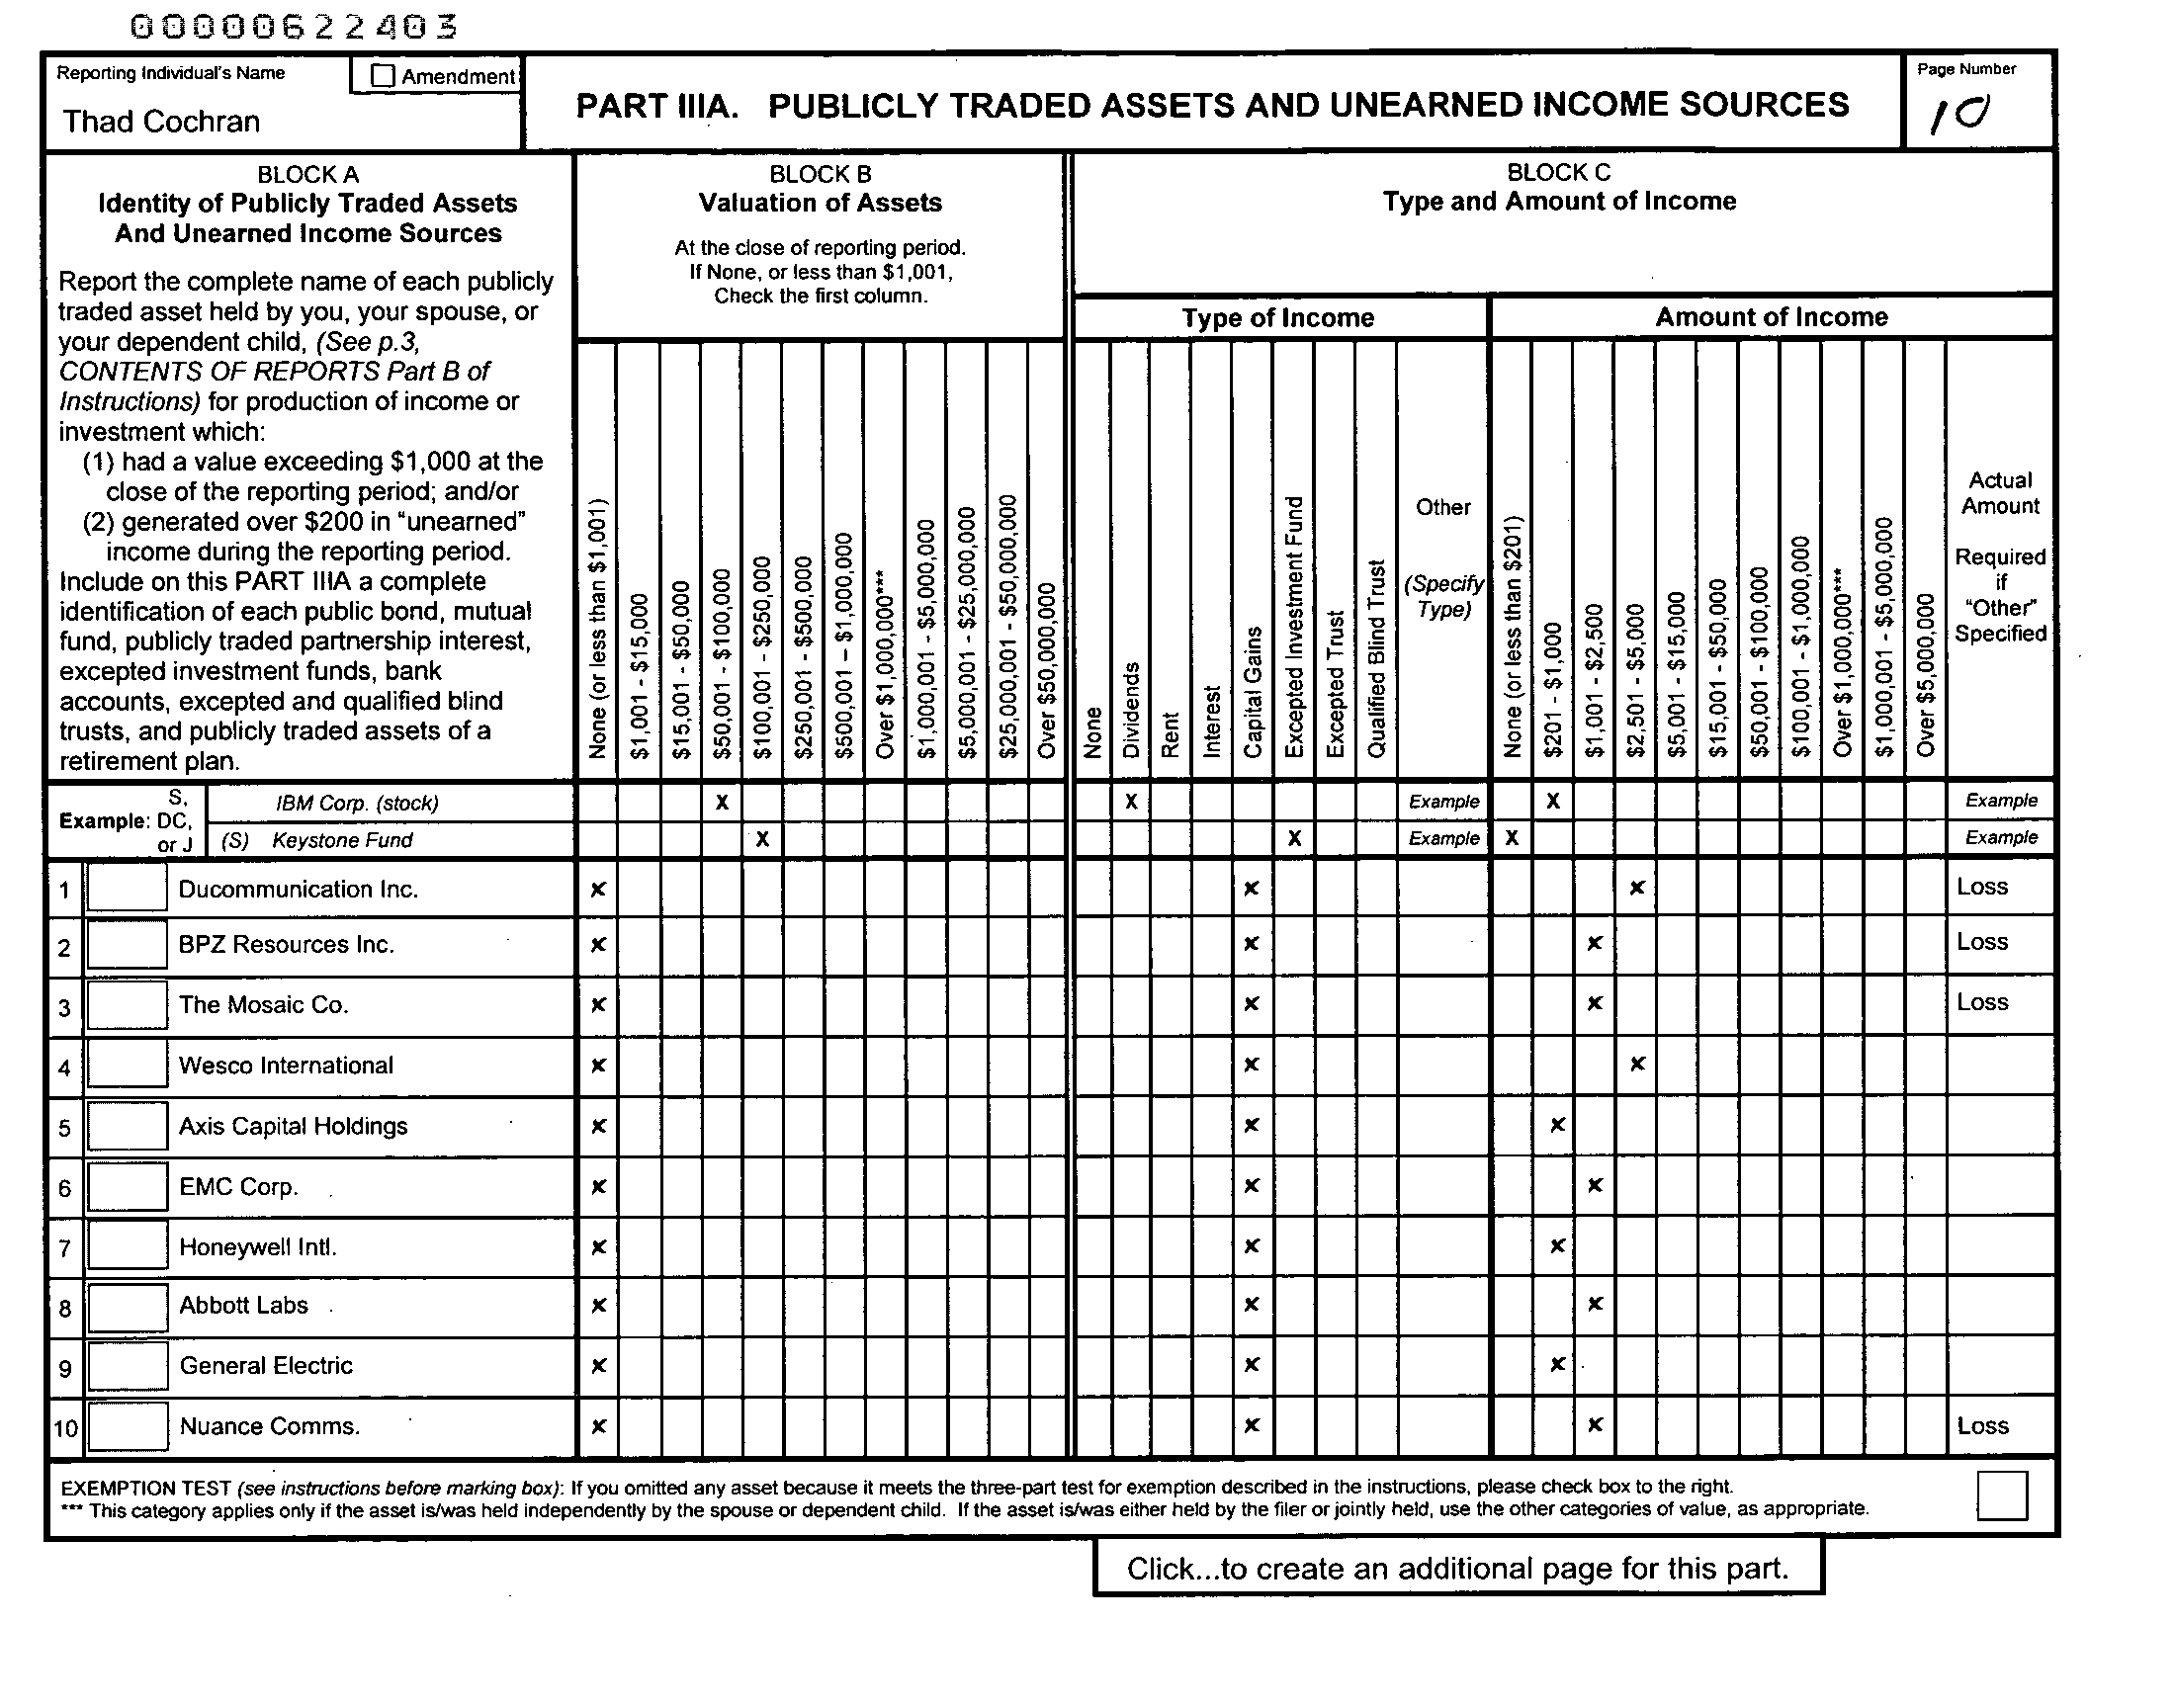 00000622403
Reporting Individual's Name
Amendment
Thad Cochran
PART IIIA. PUBLICLY TRADED ASSETS AND UNEARNED INCOME SOURCES
Page Number
10
BLOCK A
Identity of Publicly Traded Assets
And Unearned Income Sources
Report the complete name of each publicly
traded asset held by you, your spouse, or
your dependent child, (See p.3,
CONTENTS OF REPORTS Part B of
Instructions) for production of income or
investment which:
(1) had a value exceeding $1,000 at the
close of the reporting period; and/or
(2) generated over $200 in "unearned"
income during the reporting period.
Include on this PART IIIA a complete
identification of each public bond, mutual
fund, publicly traded partnership interest,
excepted investment funds, bank
accounts, excepted and qualified blind
trusts, and publicly traded assets of a
retirement plan.
BLOCK B
Valuation of Assets
At the close of reporting period.
If None, or less than $1,001,
Check the first column.
None (or less than $1,001)
$1,001 - $15,000
$15,001 - $50,000
$50,001 - $100,000
$100,001 - $250,000
$250,001 - $500,000
$500,001 – $1,000,000
Over $1,000,000***
$1,000,001 - $5,000,000
$5,000,001 - $25,000,000
$25,000,001 - $50,000,000
Over $50,000,000
BLOCK C
Type and Amount of Income
Type of Income
None
Dividends
Rent
Interest
Capital Gains
Excepted Investment Fund
Excepted Trust
Qualified Blind Trust
Other
(Specify
Type)
Amount of Income
None (or less than $201)
$201 - $1,000
$1,001 - $2,500
$2,501 - $5,000
$5,001 - $15,000
$15,001 - $50,000
$50,001 - $100,000
$100,001 - $1,000,000
Over $1,000,000***
$1,000,001 - $5,000,000
Over $5,000,000
Actual
Amount
Required
if
"Other"
Specified
Example: S, DC, or J
IBM Corp. (stock) X X Example X Example
(S) Keystone Fund X X Example X Example
1 Ducommunication Inc. x x x Loss
2 BPZ Resources Inc. x x x Loss
3 The Mosaic Co. x x x Loss
4 Wesco International x x x
5 Axis Capital Holdings x x x
6 EMC Corp. x x x
7 Honeywell Intl. x x x
8 Abbott Labs x x x
9 General Electric x x x
10 Nuance Comms. x x x Loss
EXEMPTION TEST (see instructions before marking box): If you omitted any asset because it meets the three-part test for exemption described in the instructions, please check box to the right.
*** This category applies only if the asset is/was held independently by the spouse or dependent child. If the asset is/was either held by the filer or jointly held, use the other categories of value, as appropriate.
Click...to create an additional page for this part.